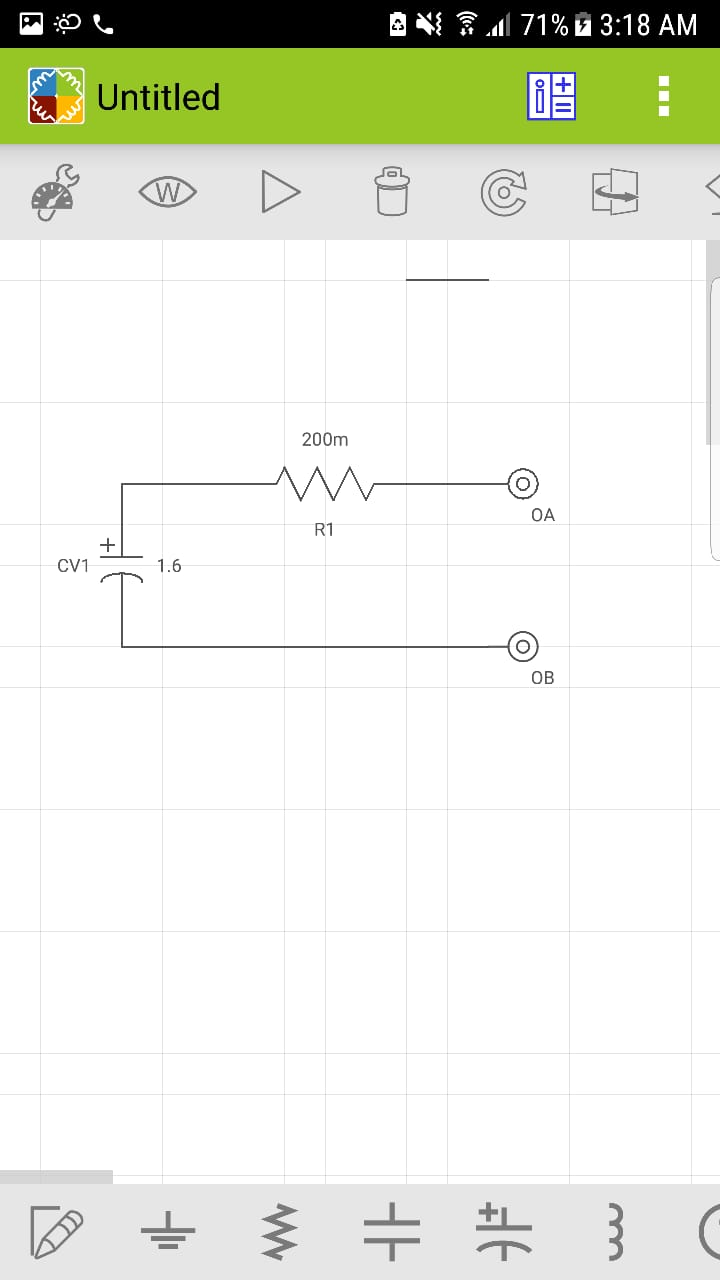 71% 3:18 AM
Untitled
W
200m
R1
OA
+
CV1 1.6
OB